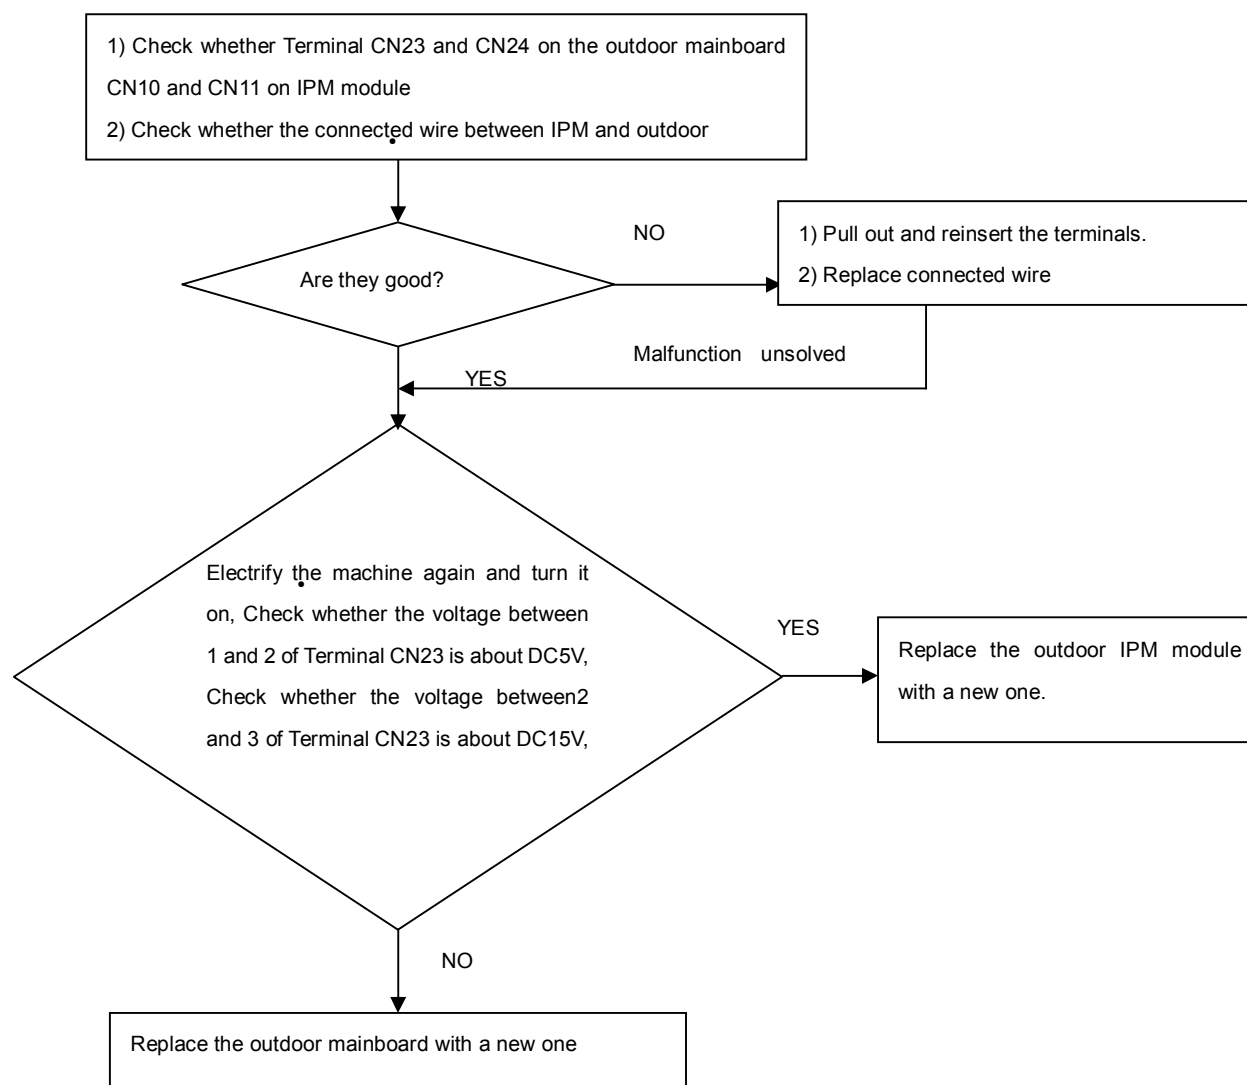 1) Check whether Terminal CN23 and CN24 on the outdoor mainboard
CN10 and CN11 on IPM module
2) Check whether the connected wire between IPM and outdoor
NO
1) Pull out and reinsert the terminals.
2) Replace connected wire
Are they good?
Malfunction unsolved
YES
Electrify the machine again and turn it
on, Check whether the voltage between
1 and 2 of Terminal CN23 is about DC5V,
Check whether the voltage between2
and 3 of Terminal CN23 is about DC15V,
YES
Replace the outdoor IPM module
with a new one.
NO
Replace the outdoor mainboard with a new one